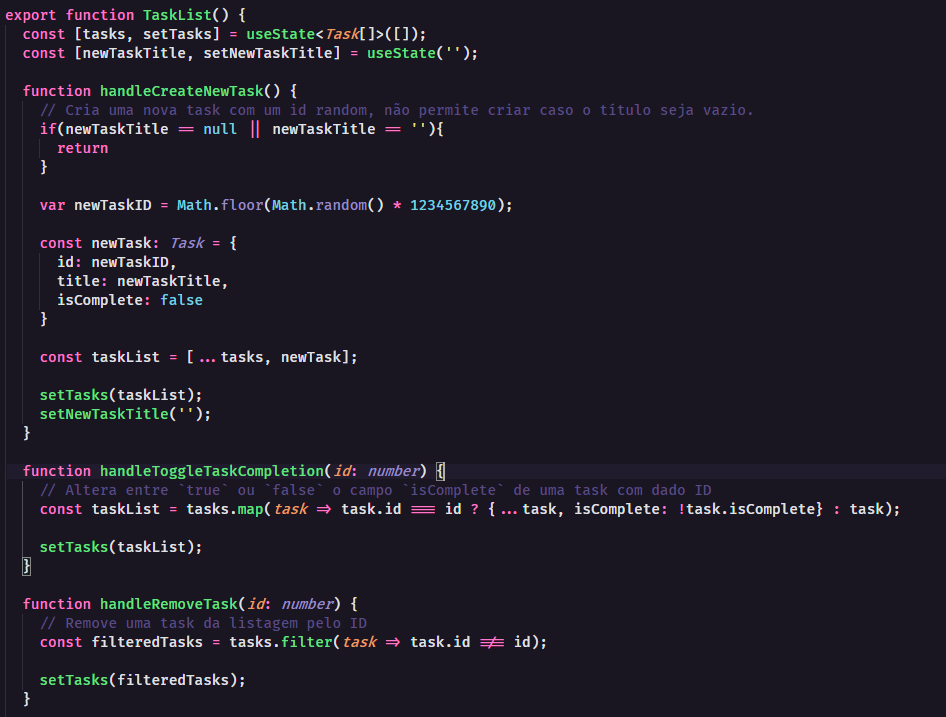 export function TaskList() {
  const [tasks, setTasks] = useState<Task[]>([]);
  const [newTaskTitle, setNewTaskTitle] = useState('');

  function handleCreateNewTask() {
    // Cria uma nova task com um id random, não permite criar caso o título seja vazio.
    if(newTaskTitle == null || newTaskTitle == ''){
      return
    }

    var newTaskID = Math.floor(Math.random() * 1234567890);

    const newTask: Task = {
      id: newTaskID,
      title: newTaskTitle,
      isComplete: false
    }

    const taskList = [...tasks, newTask];

    setTasks(taskList);
    setNewTaskTitle('');
  }

  function handleToggleTaskCompletion(id: number) {
    // Altera entre `true` ou `false` o campo `isComplete` de uma task com dado ID
    const taskList = tasks.map(task => task.id === id ? {...task, isComplete: !task.isComplete} : task);

    setTasks(taskList);
  }

  function handleRemoveTask(id: number) {
    // Remove uma task da listagem pelo ID
    const filteredTasks = tasks.filter(task => task.id !== id);

    setTasks(filteredTasks);
  }